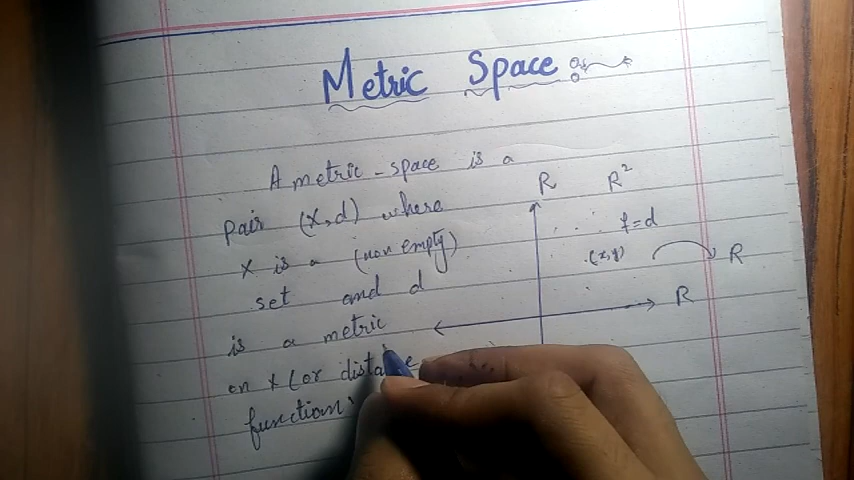 Metric Space
A metric-space is a
pair (X,d) where
X is a (non empty)
set and d
is a metric
on X (or distance
function
R R²
f=d
(x,y) R
R